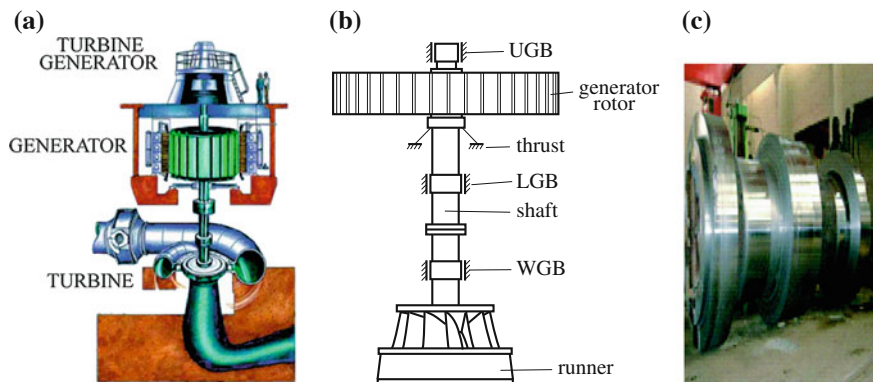 (a)
TURBINE
GENERATOR
GENERATOR
TURBINE
(b)
UGB
generator
rotor
thrust
LGB
shaft
WGB
runner
(c)